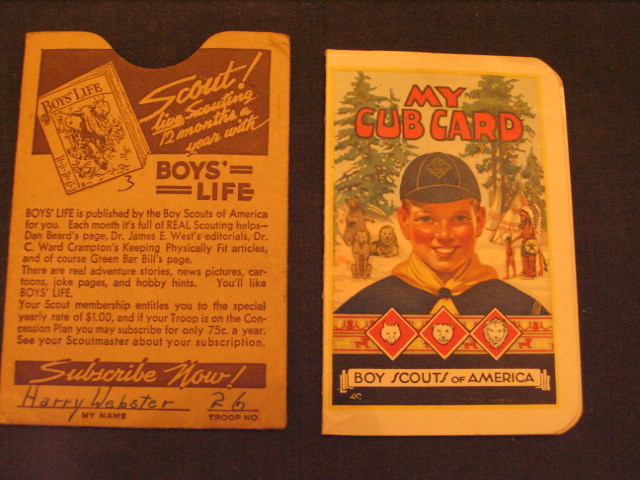 BOYS' LIFE
Scout!
live Scouting
12 months a
year with
3
BOYS'
LIFE
BOYS' LIFE is published by the Boy Scouts of America
for you. Each month it's full of REAL Scouting helps—
Dan Beard's page, Dr. James E. West's editorials, Dr.
C. Ward Crampton's Keeping Physically Fit articles,
and of course Green Bar Bill's page.
There are real adventure stories, news pictures, car-
toons, joke pages, and hobby hints. You'll like
BOYS' LIFE.
Your Scout membership entitles you to the special
yearly rate of $1.00, and if your Troop is on the Con-
cession Plan you may subscribe for only 75c. a year.
See your Scoutmaster about your subscription.
Subscribe Now!
Harry Webster 26
MY NAME TROOP NO.
MY
CUB CARD
BOY SCOUTS OF AMERICA